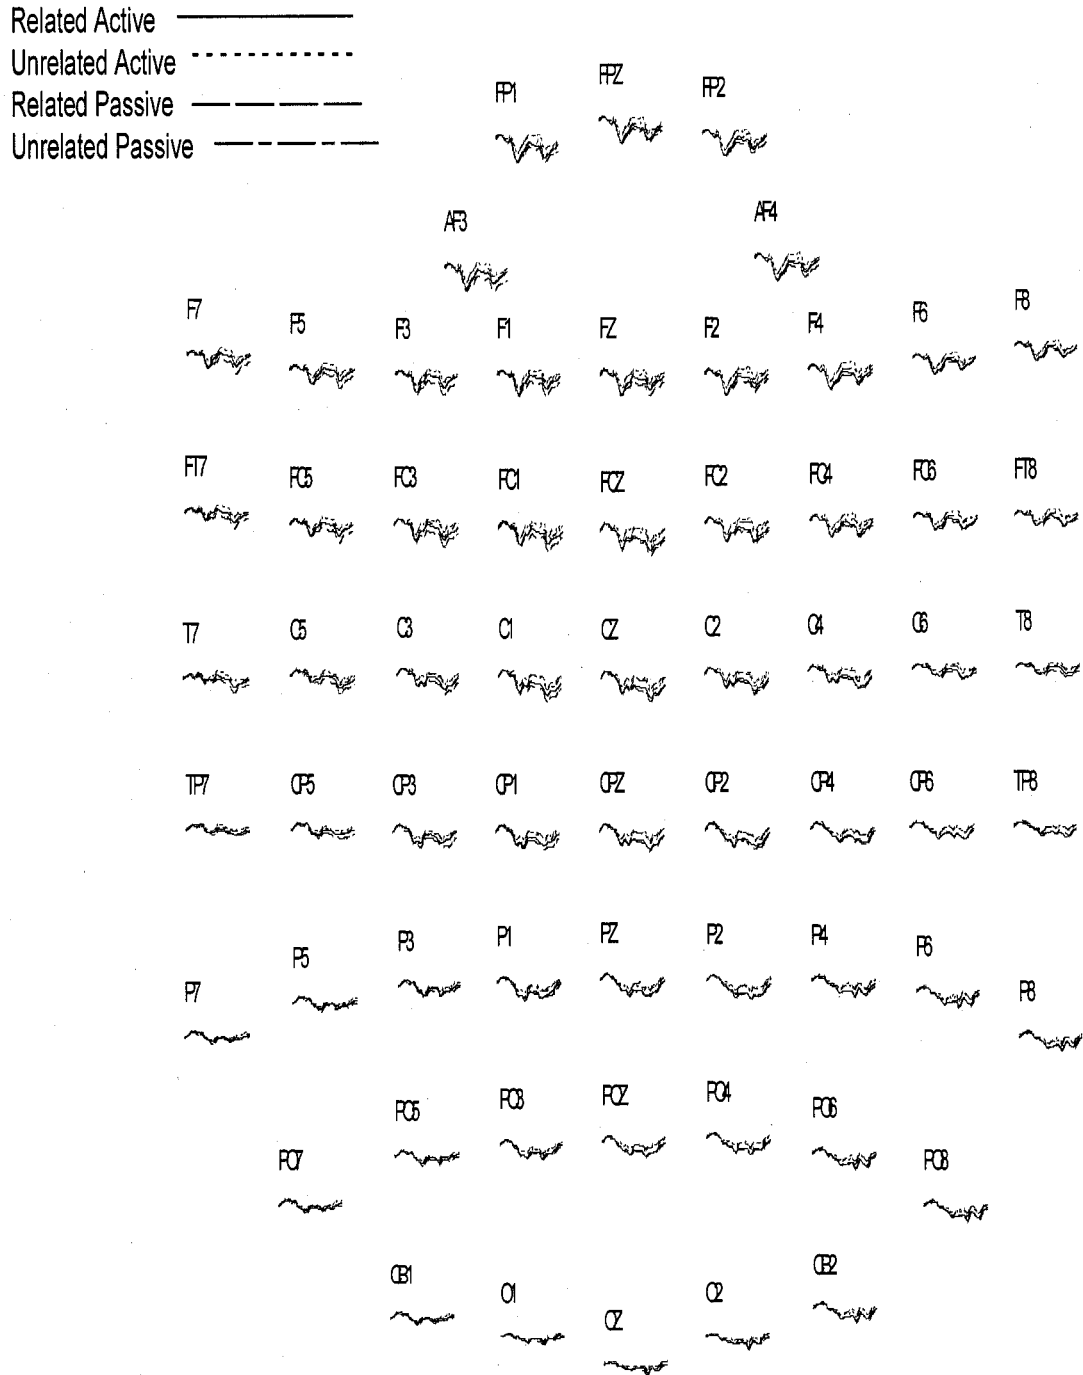 Related Active
Unrelated Active
Related Passive
Unrelated Passive
FP1 FPZ FP2
AF3 AF4
F7 F5 F3 F1 FZ F2 F4 F6 F8
FT7 FC5 FC3 FC1 FCZ FC2 FC4 FC6 FT8
T7 C5 C3 C1 CZ C2 C4 C6 T8
TP7 CP5 CP3 CP1 CPZ CP2 CP4 CP6 TP8
P7 P5 P3 P1 PZ P2 P4 P6 P8
PO7 PO5 PO3 POZ PO4 PO6 PO8
CB1 O1 OZ O2 CB2